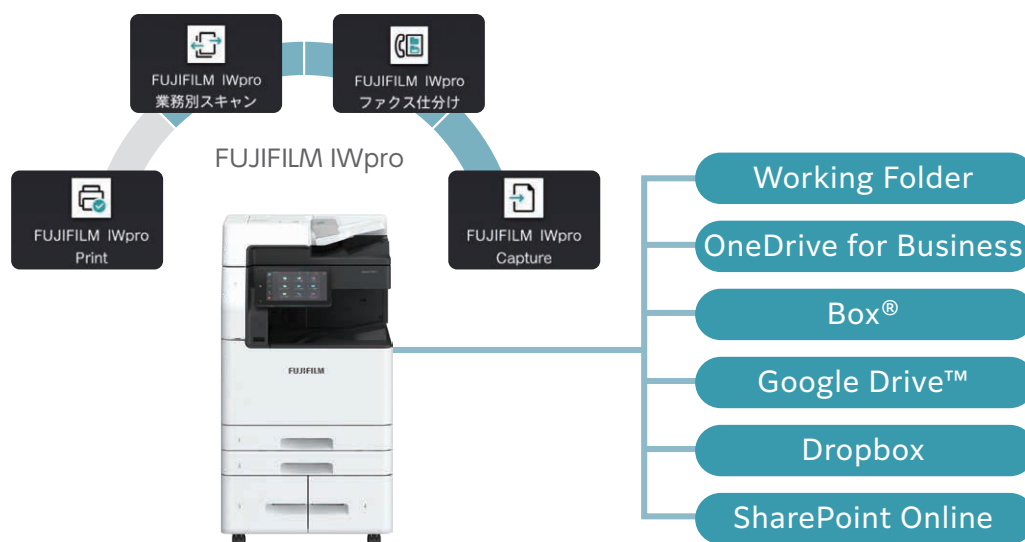 FUJIFILM IWpro
業務別スキャン
FUJIFILM IWpro
ファクス仕分け
FUJIFILM IWpro
FUJIFILM IWpro
Print
FUJIFILM IWpro
Capture
FUJIFILM
Working Folder
OneDrive for Business
Box®
Google Drive™
Dropbox
SharePoint Online